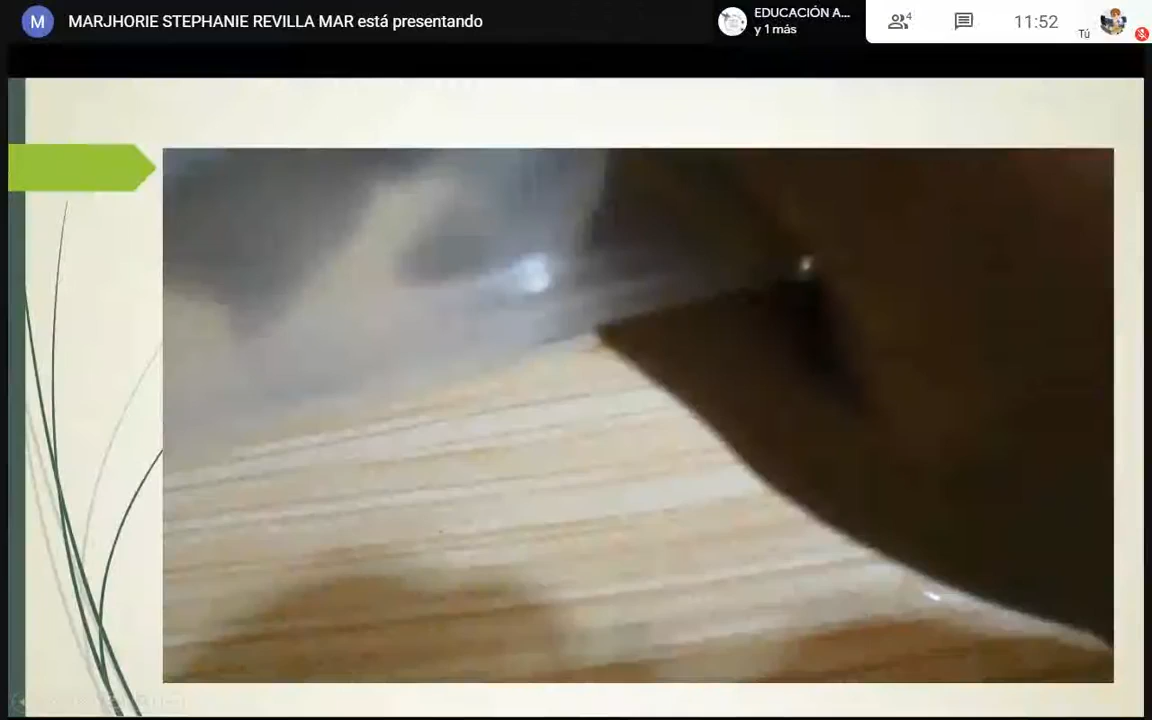 M MARJHORIE STEPHANIE REVILLA MAR está presentando
EDUCACIÓN A...
y 1 más
4
11:52
Tú